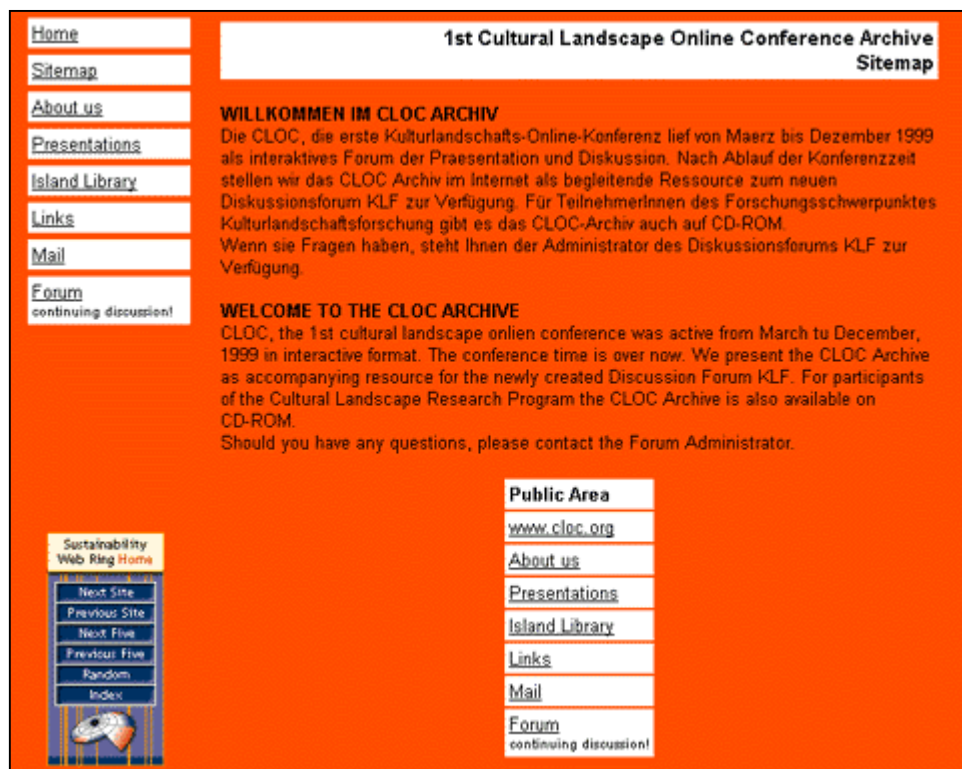 Home
Sitemap
About us
Presentations
Island Library
Links
Mail
Forum
continuing discussion!
1st Cultural Landscape Online Conference Archive
Sitemap
WILLKOMMEN IM CLOC ARCHIV
Die CLOC, die erste Kulturlandschafts-Online-Konferenz lief von Maerz bis Dezember 1999
als interaktives Forum der Praesentation und Diskussion. Nach Ablauf der Konferenzzeit
stellen wir das CLOC Archiv im Internet als begleitende Ressource zum neuen
Diskussionsforum KLF zur Verfügung. Für TeilnehmerInnen des Forschungsschwerpunktes
Kulturlandschaftsforschung gibt es das CLOC-Archiv auch auf CD-ROM.
Wenn sie Fragen haben, steht Ihnen der Administrator des Diskussionsforums KLF zur
Verfügung.
WELCOME TO THE CLOC ARCHIVE
CLOC, the 1st cultural landscape onlien conference was active from March tu December,
1999 in interactive format. The conference time is over now. We present the CLOC Archive
as accompanying resource for the newly created Discussion Forum KLF. For participants
of the Cultural Landscape Research Program the CLOC Archive is also available on
CD-ROM.
Should you have any questions, please contact the Forum Administrator.
Public Area
www.cloc.org
About us
Presentations
Island Library
Links
Mail
Forum
continuing discussion!
Sustainability
Web Ring Home
Next Site
Previous Site
Next Five
Previous Five
Random
Index